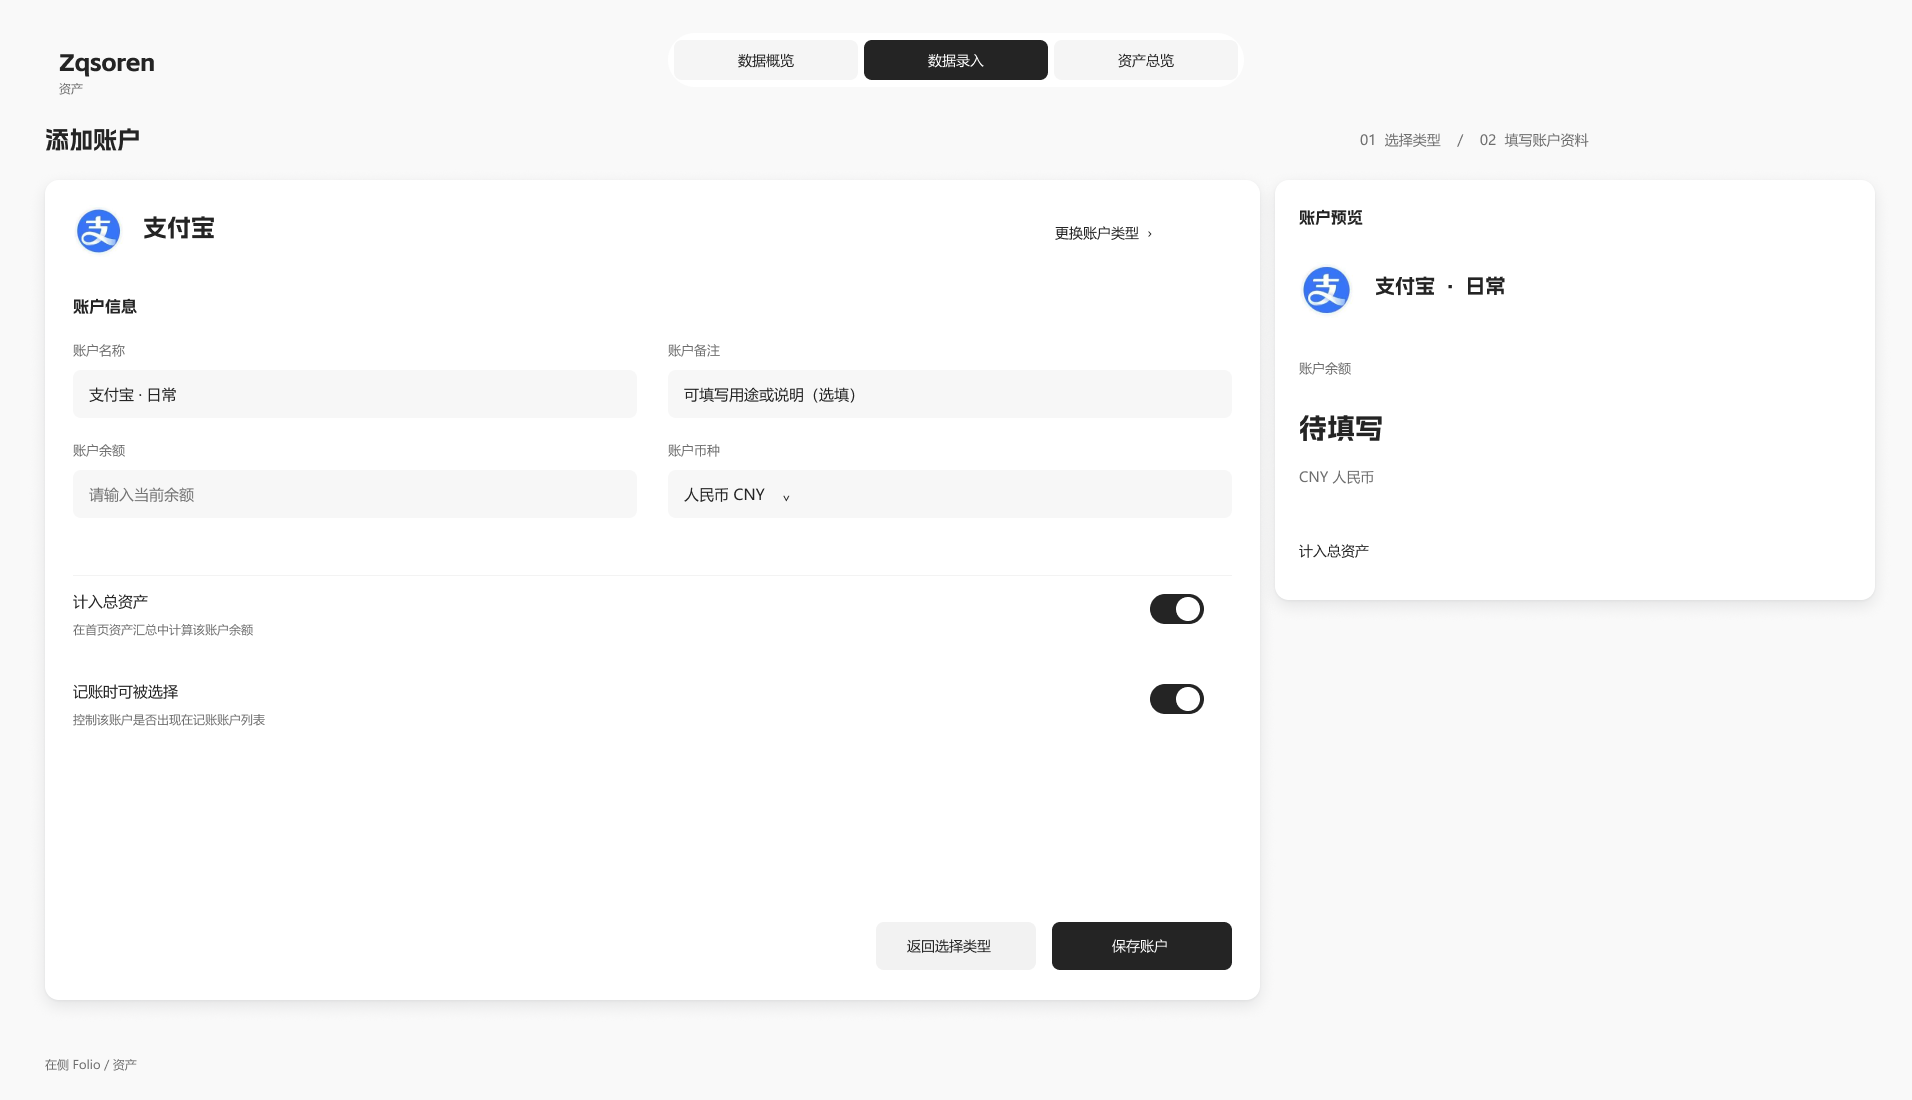 Zqsoren
资产
数据概览
数据录入
资产总览
添加账户
01 选择类型 / 02 填写账户资料
支付宝
更换账户类型 ›
账户信息
账户名称
账户备注
支付宝 · 日常
可填写用途或说明（选填）
账户余额
账户币种
请输入当前余额
人民币 CNY
计入总资产
在首页资产汇总中计算该账户余额
记账时可被选择
控制该账户是否出现在记账账户列表
返回选择类型
保存账户
账户预览
支付宝 · 日常
账户余额
待填写
CNY 人民币
计入总资产
在侧 Folio / 资产